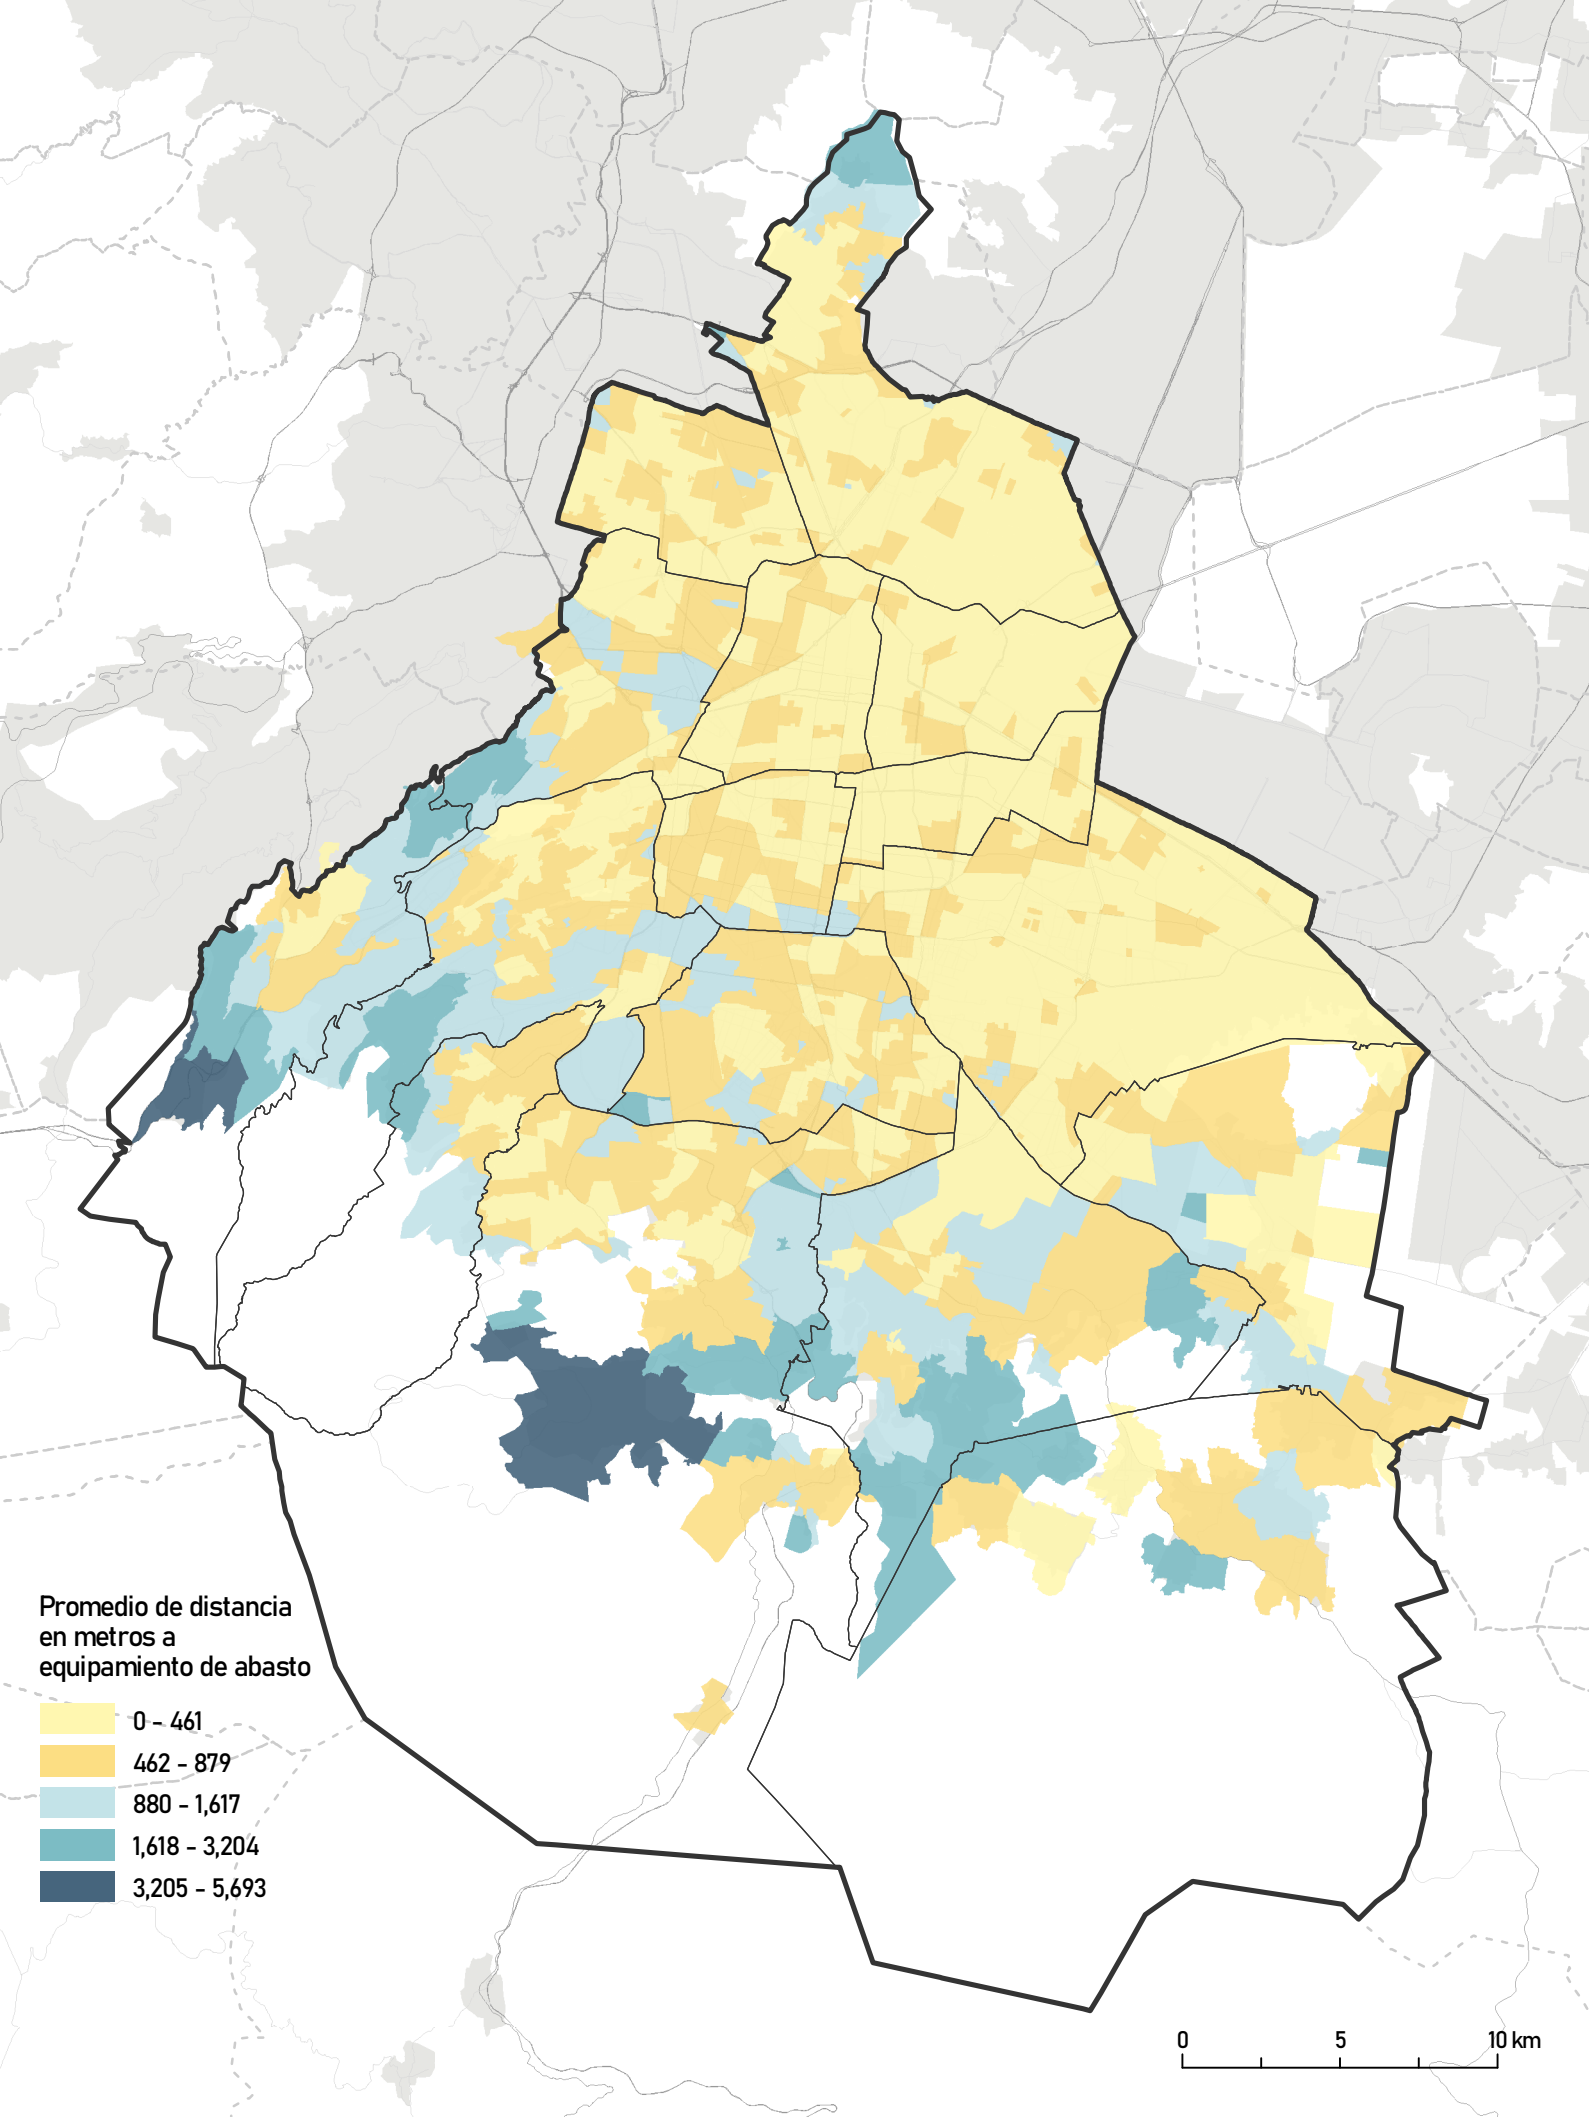 Promedio de distancia
en metros a
equipamiento de abasto
0 - 461
462 - 879
880 - 1,617
1,618 - 3,204
3,205 - 5,693
0 5 10 km